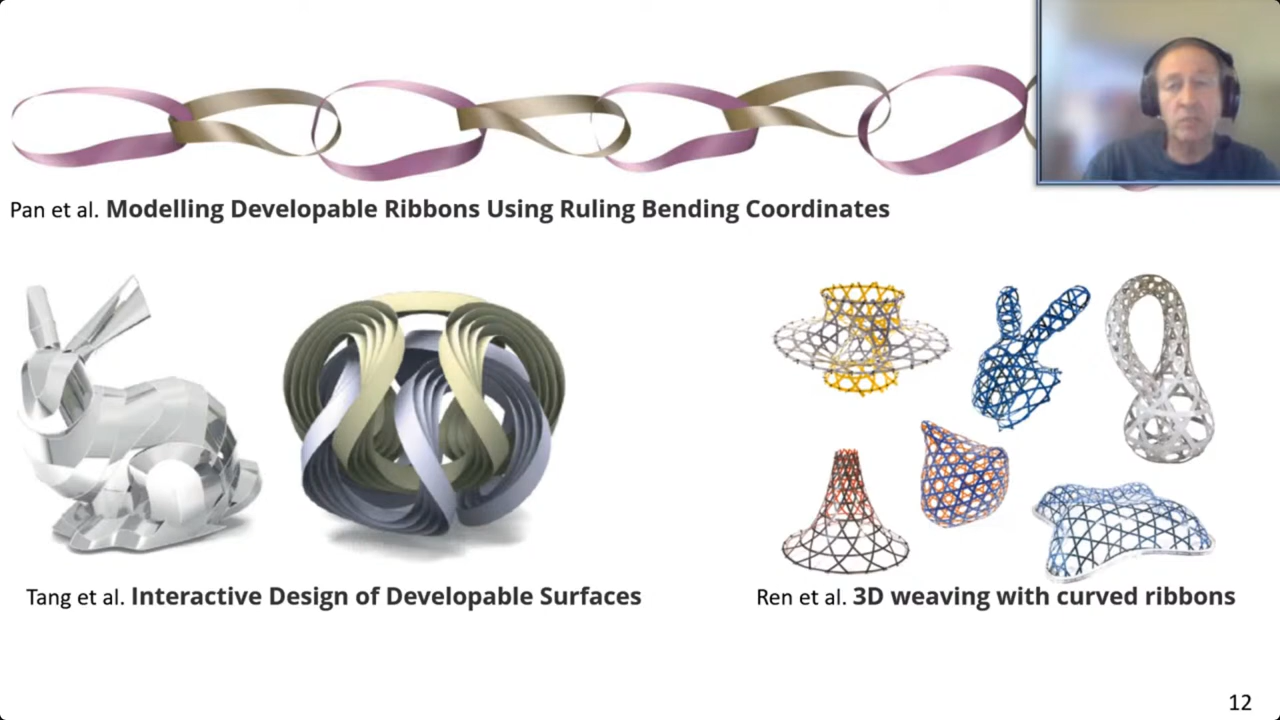 Pan et al. Modelling Developable Ribbons Using Ruling Bending Coordinates
Tang et al. Interactive Design of Developable Surfaces
Ren et al. 3D weaving with curved ribbons
12